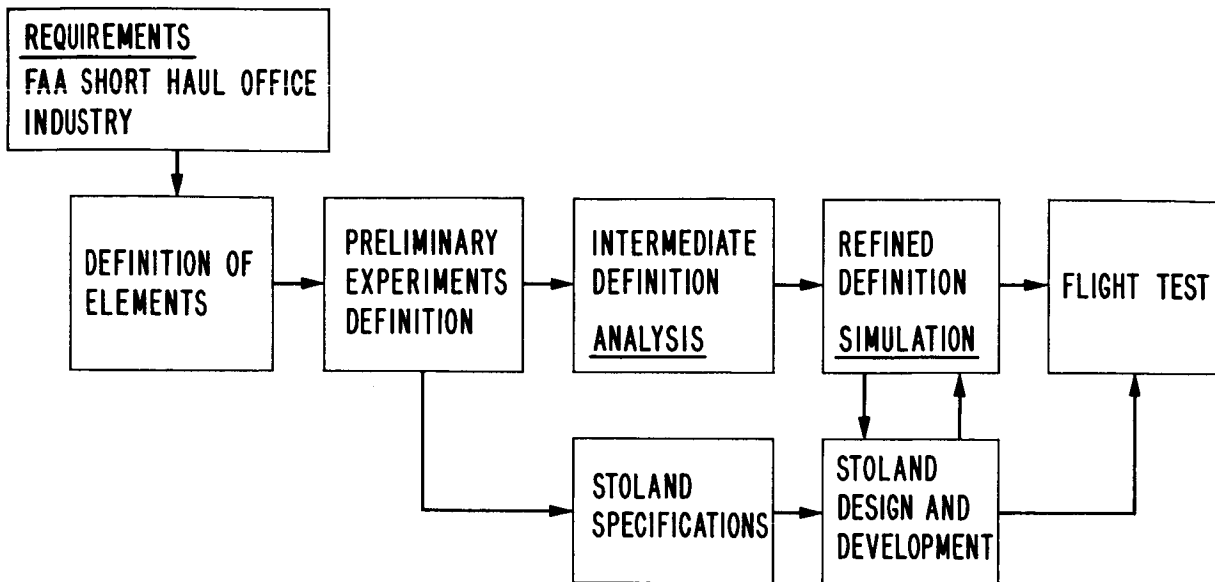 REQUIREMENTS
FAA SHORT HAUL OFFICE
INDUSTRY
DEFINITION OF
ELEMENTS
PRELIMINARY
EXPERIMENTS
DEFINITION
INTERMEDIATE
DEFINITION
ANALYSIS
REFINED
DEFINITION
SIMULATION
FLIGHT TEST
STOLAND
SPECIFICATIONS
STOLAND
DESIGN AND
DEVELOPMENT